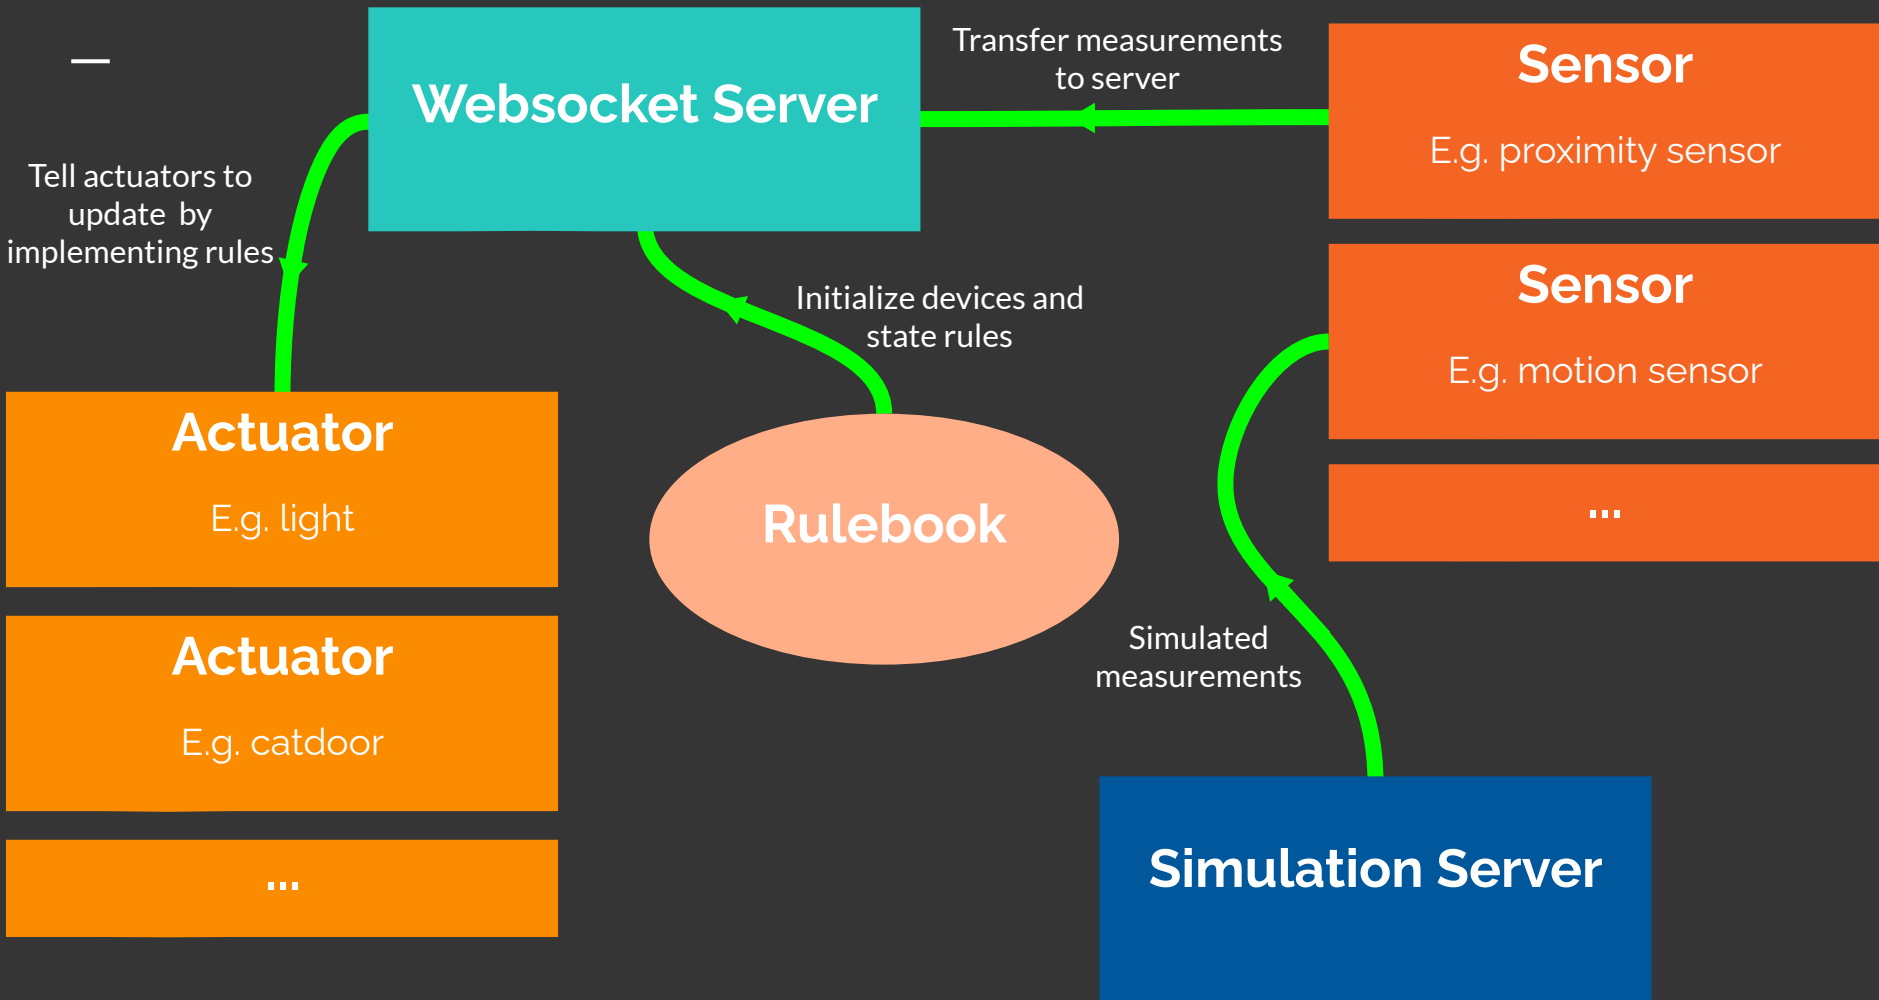 Websocket Server
Transfer measurements
to server
Sensor
E.g. proximity sensor
Tell actuators to
update  by
implementing rules
Initialize devices and
state rules
Sensor
E.g. motion sensor
...
Actuator
E.g. light
Rulebook
Simulated
measurements
Actuator
E.g. catdoor
...
Simulation Server